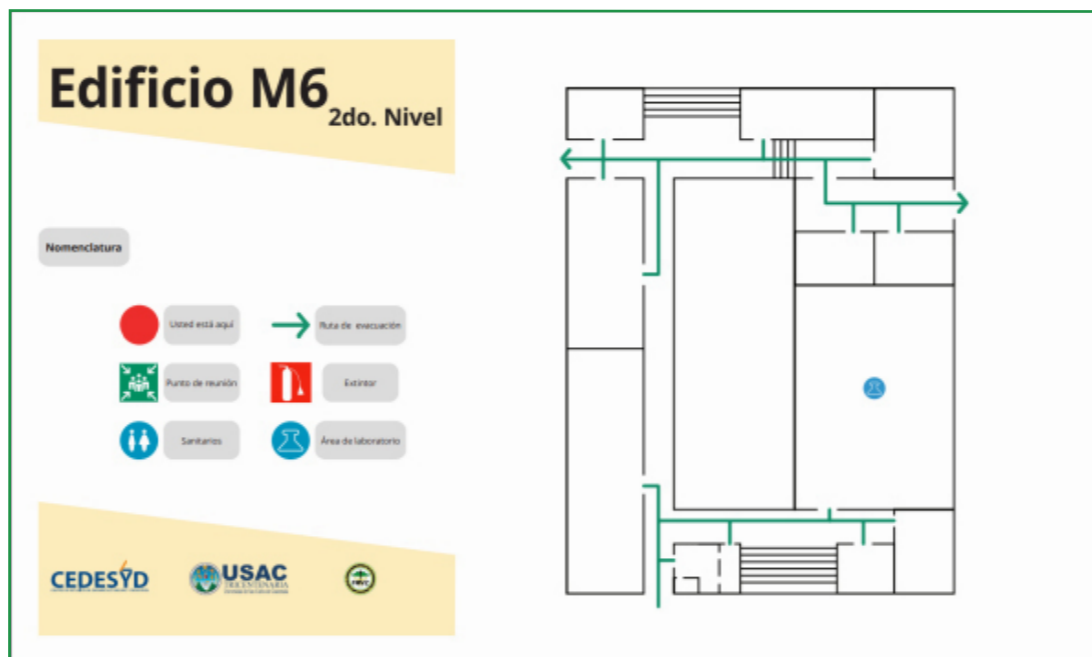 Edificio M6
2do. Nivel
Nomenclatura
Usted está aquí
Ruta de evacuación
Punto de reunión
Extintor
Sanitarios
Área de laboratorio
CEDESYD
USAC
TRICENTENARIA